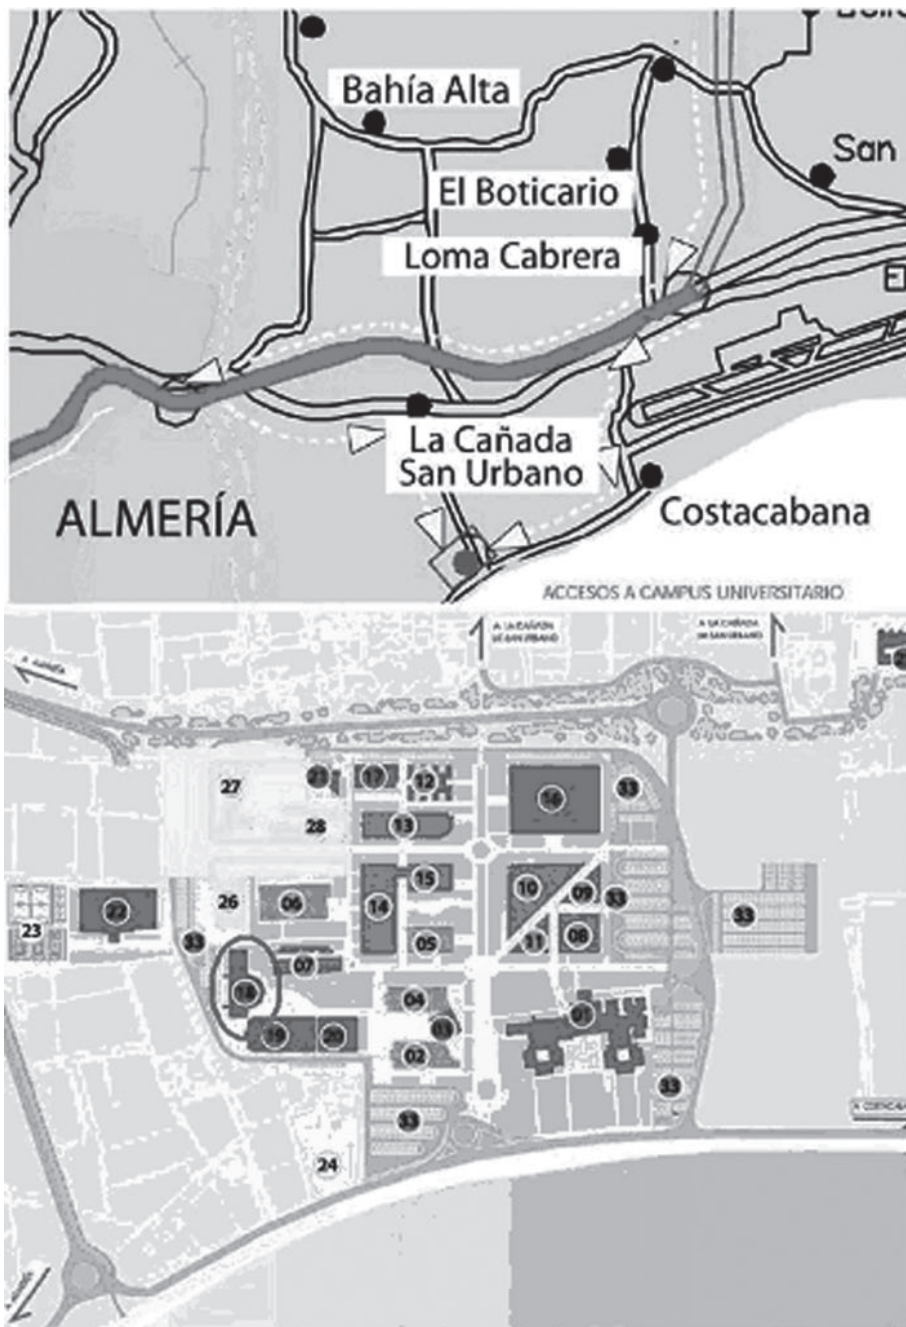 Bahía Alta
San
El Boticario
Loma Cabrera
La Cañada
San Urbano
ALMERÍA
Costacabana
ACCESOS A CAMPUS UNIVERSITARIO
A LA CAÑADA
DE SAN URBANO
A LA CAÑADA
DE SAN URBANO
A ALMERÍA
27
21
17
12
16
33
28
13
15
10
09
33
26
06
14
22
23
33
05
11
08
33
07
18
04
01
19
20
03
02
33
33
24